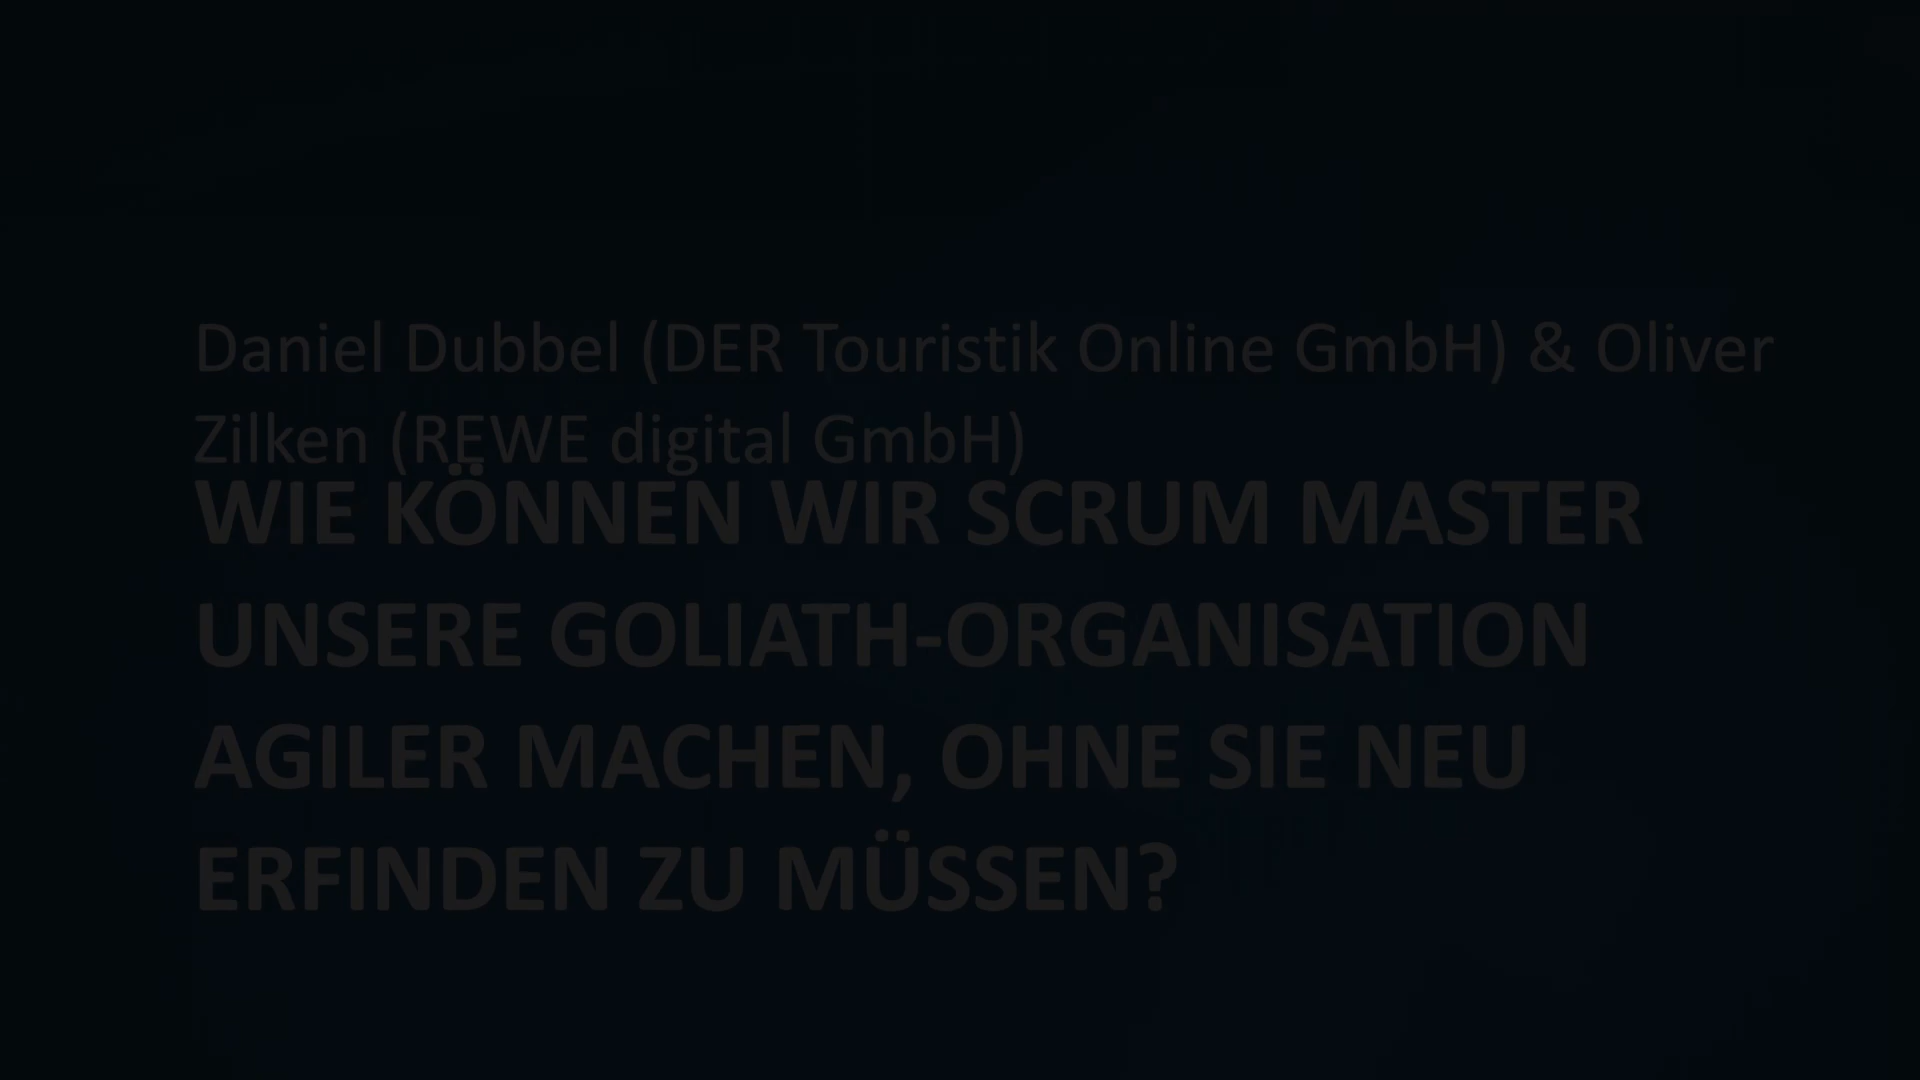 Daniel Dubbel (DER Touristik Online GmbH) & Oliver
Zilken (REWE digital GmbH)
WIE KÖNNEN WIR SCRUM MASTER
UNSERE GOLIATH-ORGANISATION
AGILER MACHEN, OHNE SIE NEU
ERFINDEN ZU MÜSSEN?